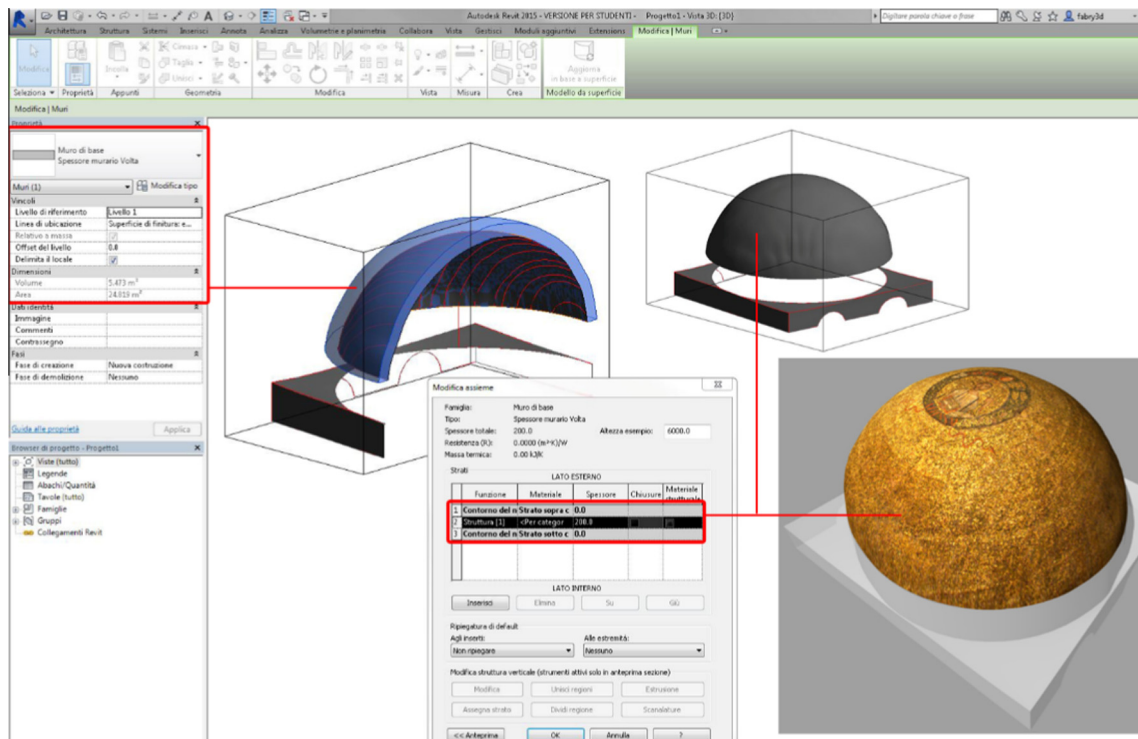 Autodesk Revit 2015 - VERSIONE PER STUDENTI - Progetto1 - Vista 3D: {3D}
Digitare parola chiave o frase
fabry3d
Architettura Struttura Sistemi Inserisci Annota Analizza Volumetrie e planimetria Collabora Vista Gestisci Moduli aggiuntivi Extensions Modifica | Muri
Modifica
Incolla
Cimasa
Taglia
Unisci
Aggiorna
in base a superficie
Seleziona Proprietà Appunti Geometria Modifica Vista Misura Crea Modello da superficie
Modifica | Muri
Proprietà
Muro di base
Spessore murario Volta
Muri (1) Modifica tipo
Vincoli
Livello di riferimento Livello 1
Linea di ubicazione Superficie di finitura: e...
Relativo a massa
Offset del livello 0.8
Delimita il locale
Dimensioni
Volume 5.473 m³
Area 24.819 m²
Dati identità
Immagine
Commenti
Contrassegno
Fasi
Fase di creazione Nuova costruzione
Fase di demolizione Nessuno
Guida alle proprietà Applica
Browser di progetto - Progetto1
Viste (tutto)
Legende
Abachi/Quantità
Tavole (tutto)
Famiglie
Gruppi
Collegamenti Revit
Modifica assieme
Famiglia: Muro di base
Tipo: Spessore murario Volta
Spessore totale: 200.0 Altezza esempio: 6000.0
Resistenza (R): 0.0000 (m²·K)/W
Massa termica: 0.00 kJ/K
Strati
LATO ESTERNO
Funzione Materiale Spessore Chiusure Materiale strutturale
1 Contorno del n Strato sopra c 0.0
2 Struttura [1] <Per categor 200.0
3 Contorno del n Strato sotto c 0.0
LATO INTERNO
Inserisci Elimina Su Giù
Ripiegatura di default
Agli inserti: Alle estremità:
Non ripiegare Nessuno
Modifica struttura verticale (strumenti attivi solo in anteprima sezione)
Modifica Unisci regioni Estrusione
Assegna strato Dividi regione Scanalature
<< Anteprima OK Annulla ?